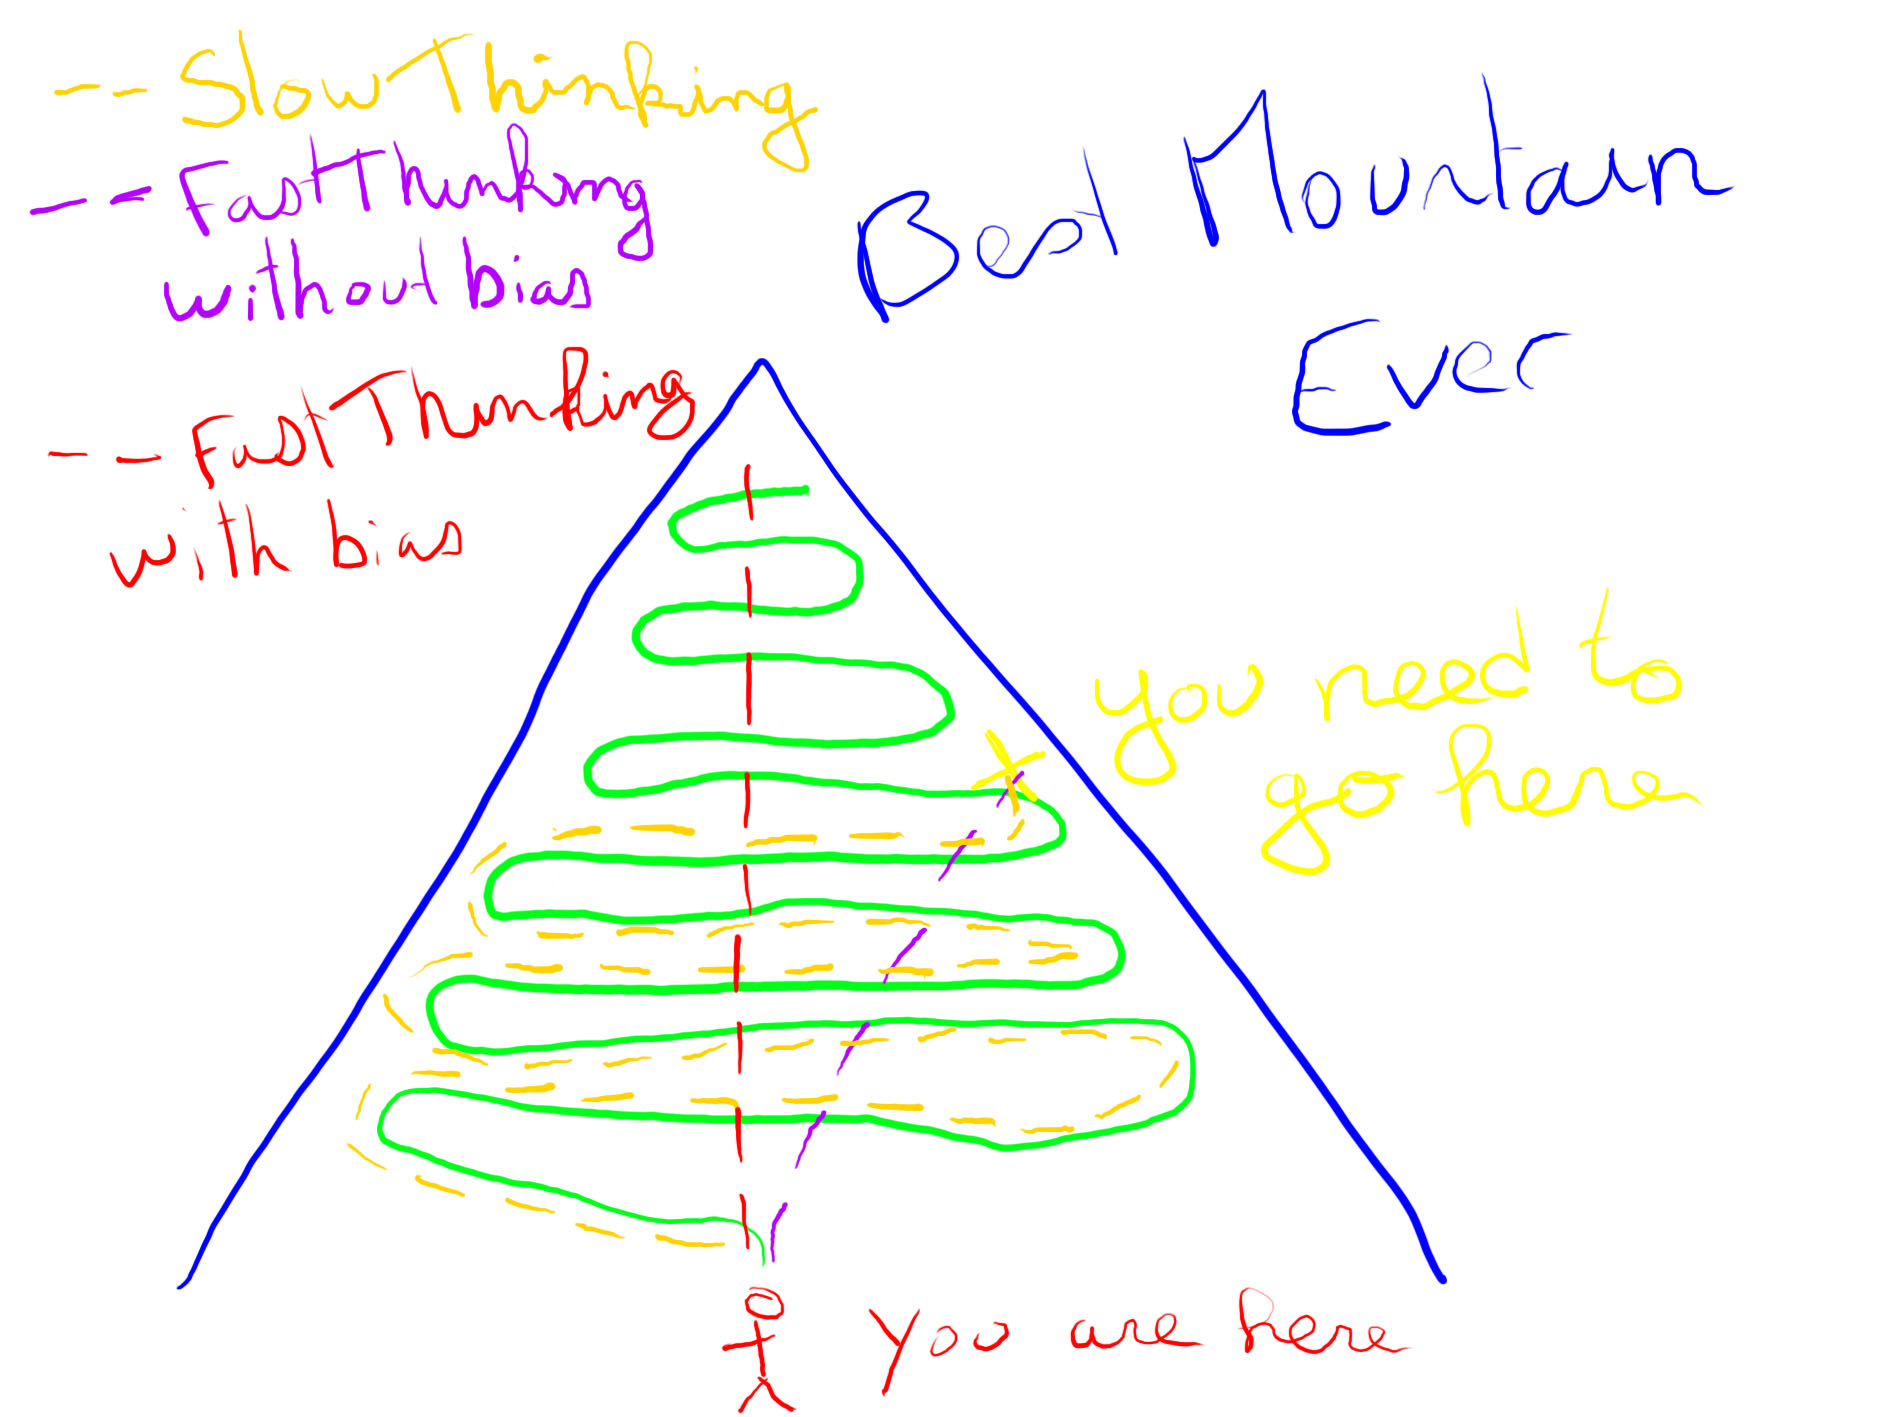 -- Slow Thinking
-- Fast Thinking
without bias
-- Fast Thinking
with bias
Best Mountain
Ever
you need to
go here
You are here